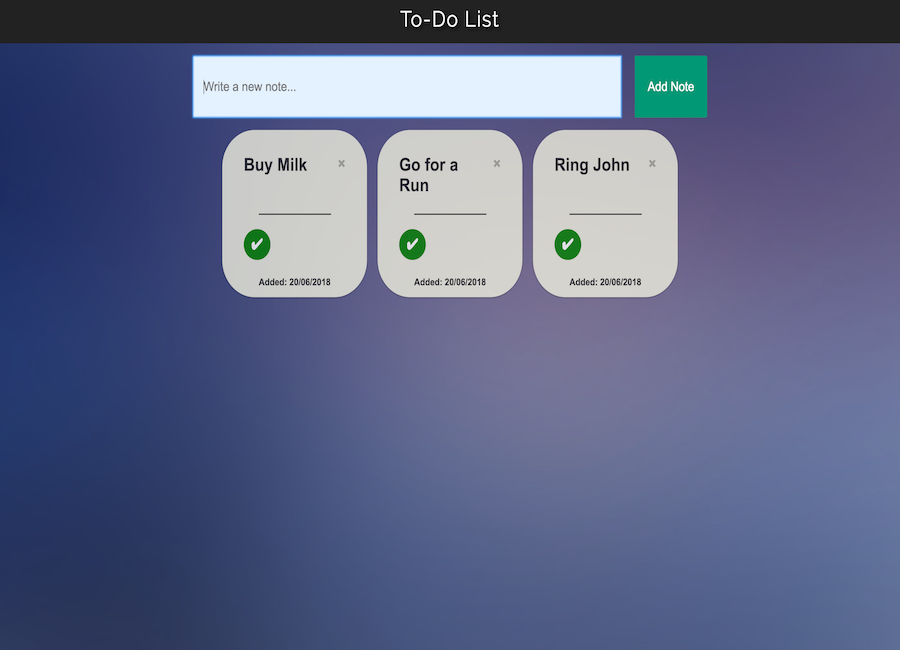 To-Do List
Write a new note...
Add Note
Buy Milk
×
✔
Added: 20/06/2018
Go for a
Run
×
✔
Added: 20/06/2018
Ring John
×
✔
Added: 20/06/2018